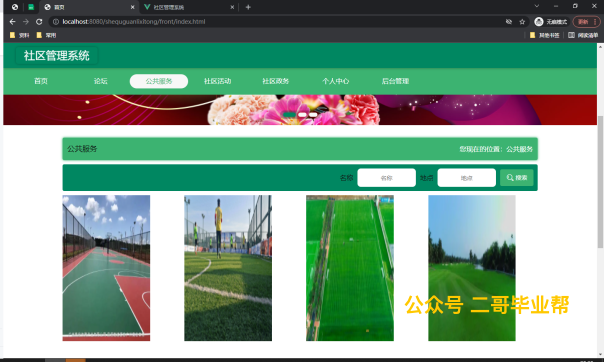 首页
社区管理系统
localhost:8080/shequguanlixitong/front/index.html
无痕模式
更新
资料
常用
其他书签
阅读清单
社区管理系统
首页
论坛
公共服务
社区活动
社区政务
个人中心
后台管理
公共服务
您现在的位置：公共服务
名称
名称
地点
地点
搜索
公众号 二哥毕业帮